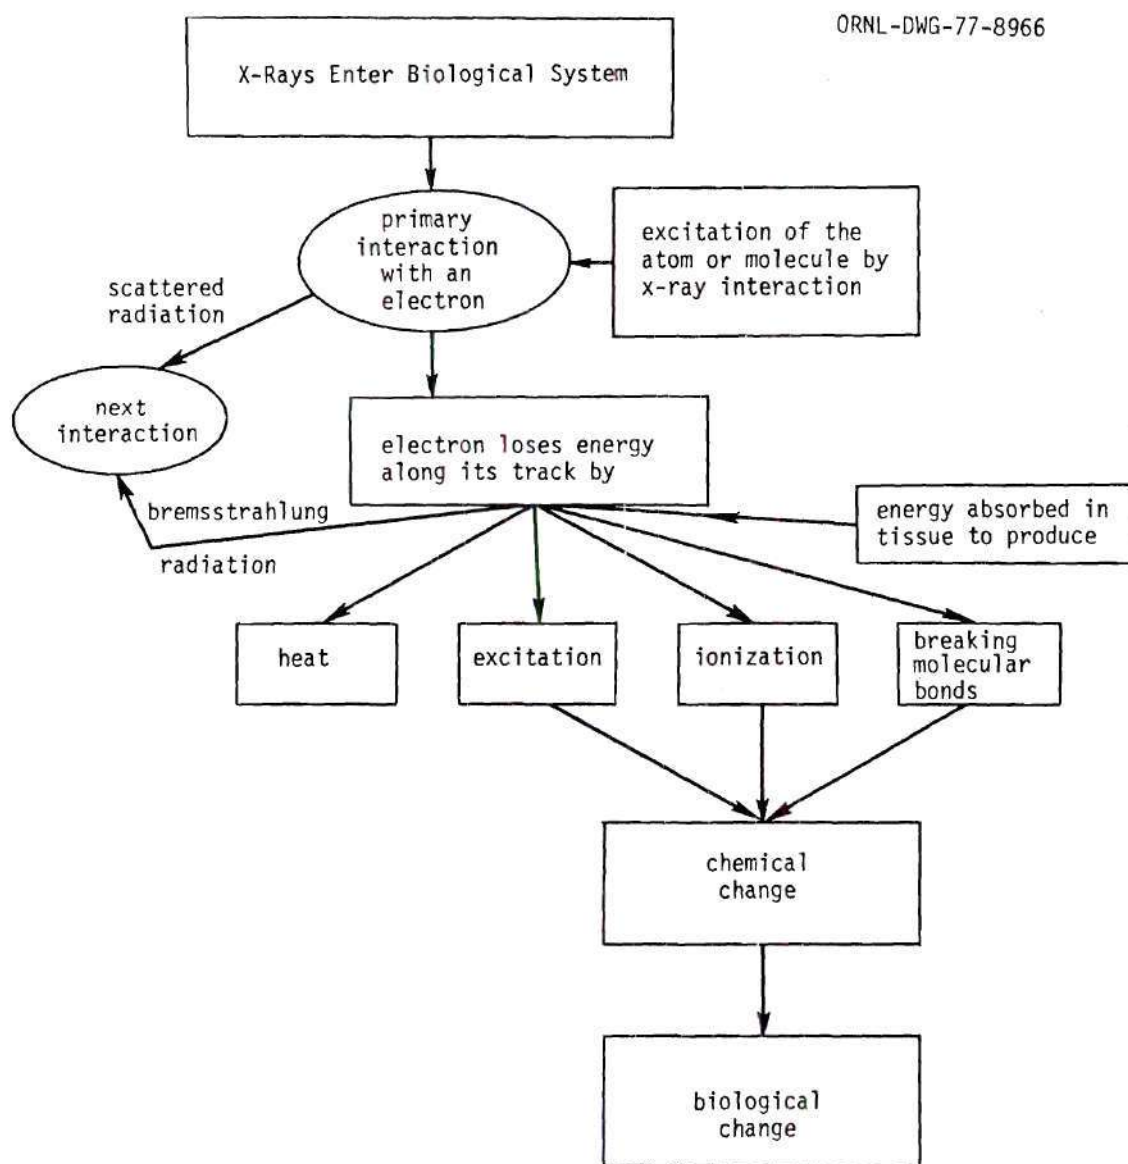 ORNL-DWG-77-8966
X-Rays Enter Biological System
primary
interaction
with an
electron
excitation of the
atom or molecule by
x-ray interaction
scattered
radiation
next
interaction
electron loses energy
along its track by
bremsstrahlung
radiation
energy absorbed in
tissue to produce
heat
excitation
ionization
breaking
molecular
bonds
chemical
change
biological
change